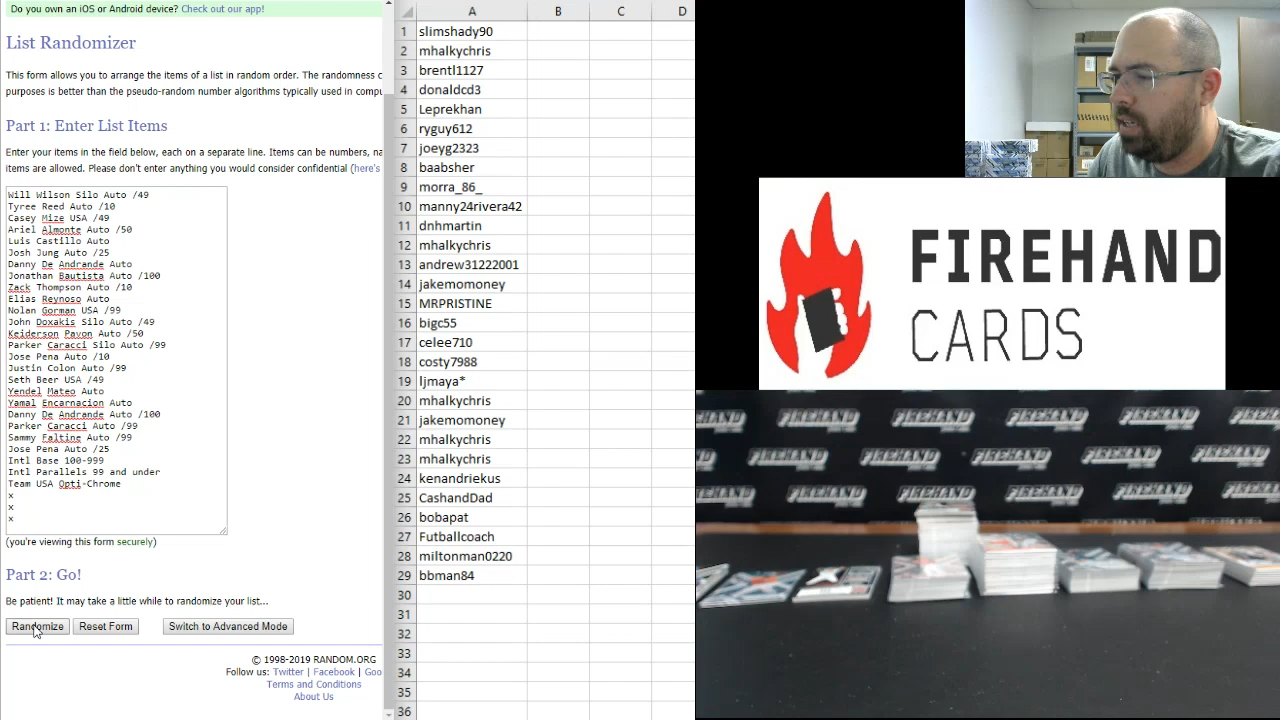 Do you own an iOS or Android device? Check out our app!
List Randomizer
This form allows you to arrange the items of a list in random order. The randomness c
purposes is better than the pseudo-random number algorithms typically used in compu
Part 1: Enter List Items
Enter your items in the field below, each on a separate line. Items can be numbers, na
items are allowed. Please don't enter anything you would consider confidential (here's
Will Wilson Silo Auto /49
Tyree Reed Auto /10
Casey Mize USA /49
Ariel Almonte Auto /50
Luis Castillo Auto
Josh Jung Auto /25
Danny De Andrande Auto
Jonathan Bautista Auto /100
Zack Thompson Auto /10
Elias Reynoso Auto
Nolan Gorman USA /99
John Doxakis Silo Auto /49
Keiderson Pavon Auto /50
Parker Caracci Silo Auto /99
Jose Pena Auto /10
Justin Colon Auto /99
Seth Beer USA /49
Yendel Mateo Auto
Yamal Encarnacion Auto
Danny De Andrande Auto /100
Parker Caracci Auto /99
Sammy Faltine Auto /99
Jose Pena Auto /25
Intl Base 100-999
Intl Parallels 99 and under
Team USA Opti-Chrome
x
x
x
(you're viewing this form securely)
Part 2: Go!
Be patient! It may take a little while to randomize your list...
Randomize Reset Form Switch to Advanced Mode
© 1998-2019 RANDOM.ORG
Follow us: Twitter | Facebook | Goo
Terms and Conditions
About Us
A B C D
1 slimshady90
2 mhalkychris
3 brentl1127
4 donaldcd3
5 Leprekhan
6 ryguy612
7 joeyg2323
8 baabsher
9 morra_86_
10 manny24rivera42
11 dnhmartin
12 mhalkychris
13 andrew31222001
14 jakemomoney
15 MRPRISTINE
16 bigc55
17 celee710
18 costy7988
19 ljmaya*
20 mhalkychris
21 jakemomoney
22 mhalkychris
23 mhalkychris
24 kenandriekus
25 CashandDad
26 bobapat
27 Futballcoach
28 miltonman0220
29 bbman84
30
31
32
33
34
35
36
FIREHAND
CARDS
FIREHAND FIREHAND FIREHAND FIREHAND FIREHAND
FIREHAND FIREHAND FIREHAND FIREHAND FIREHAND
FIREHAND FIREHAND FIREHAND FIREHAND FIREHAND